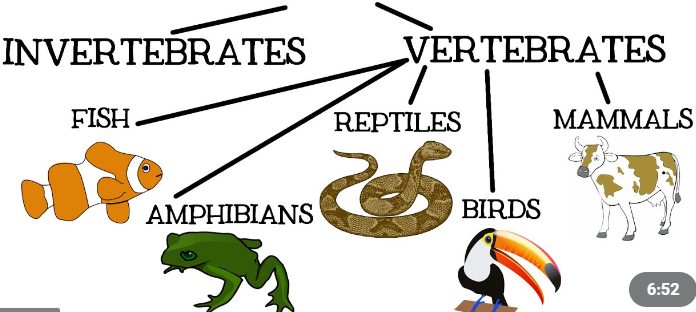 INVERTEBRATES
VERTEBRATES
FISH
REPTILES
MAMMALS
AMPHIBIANS
BIRDS
6:52